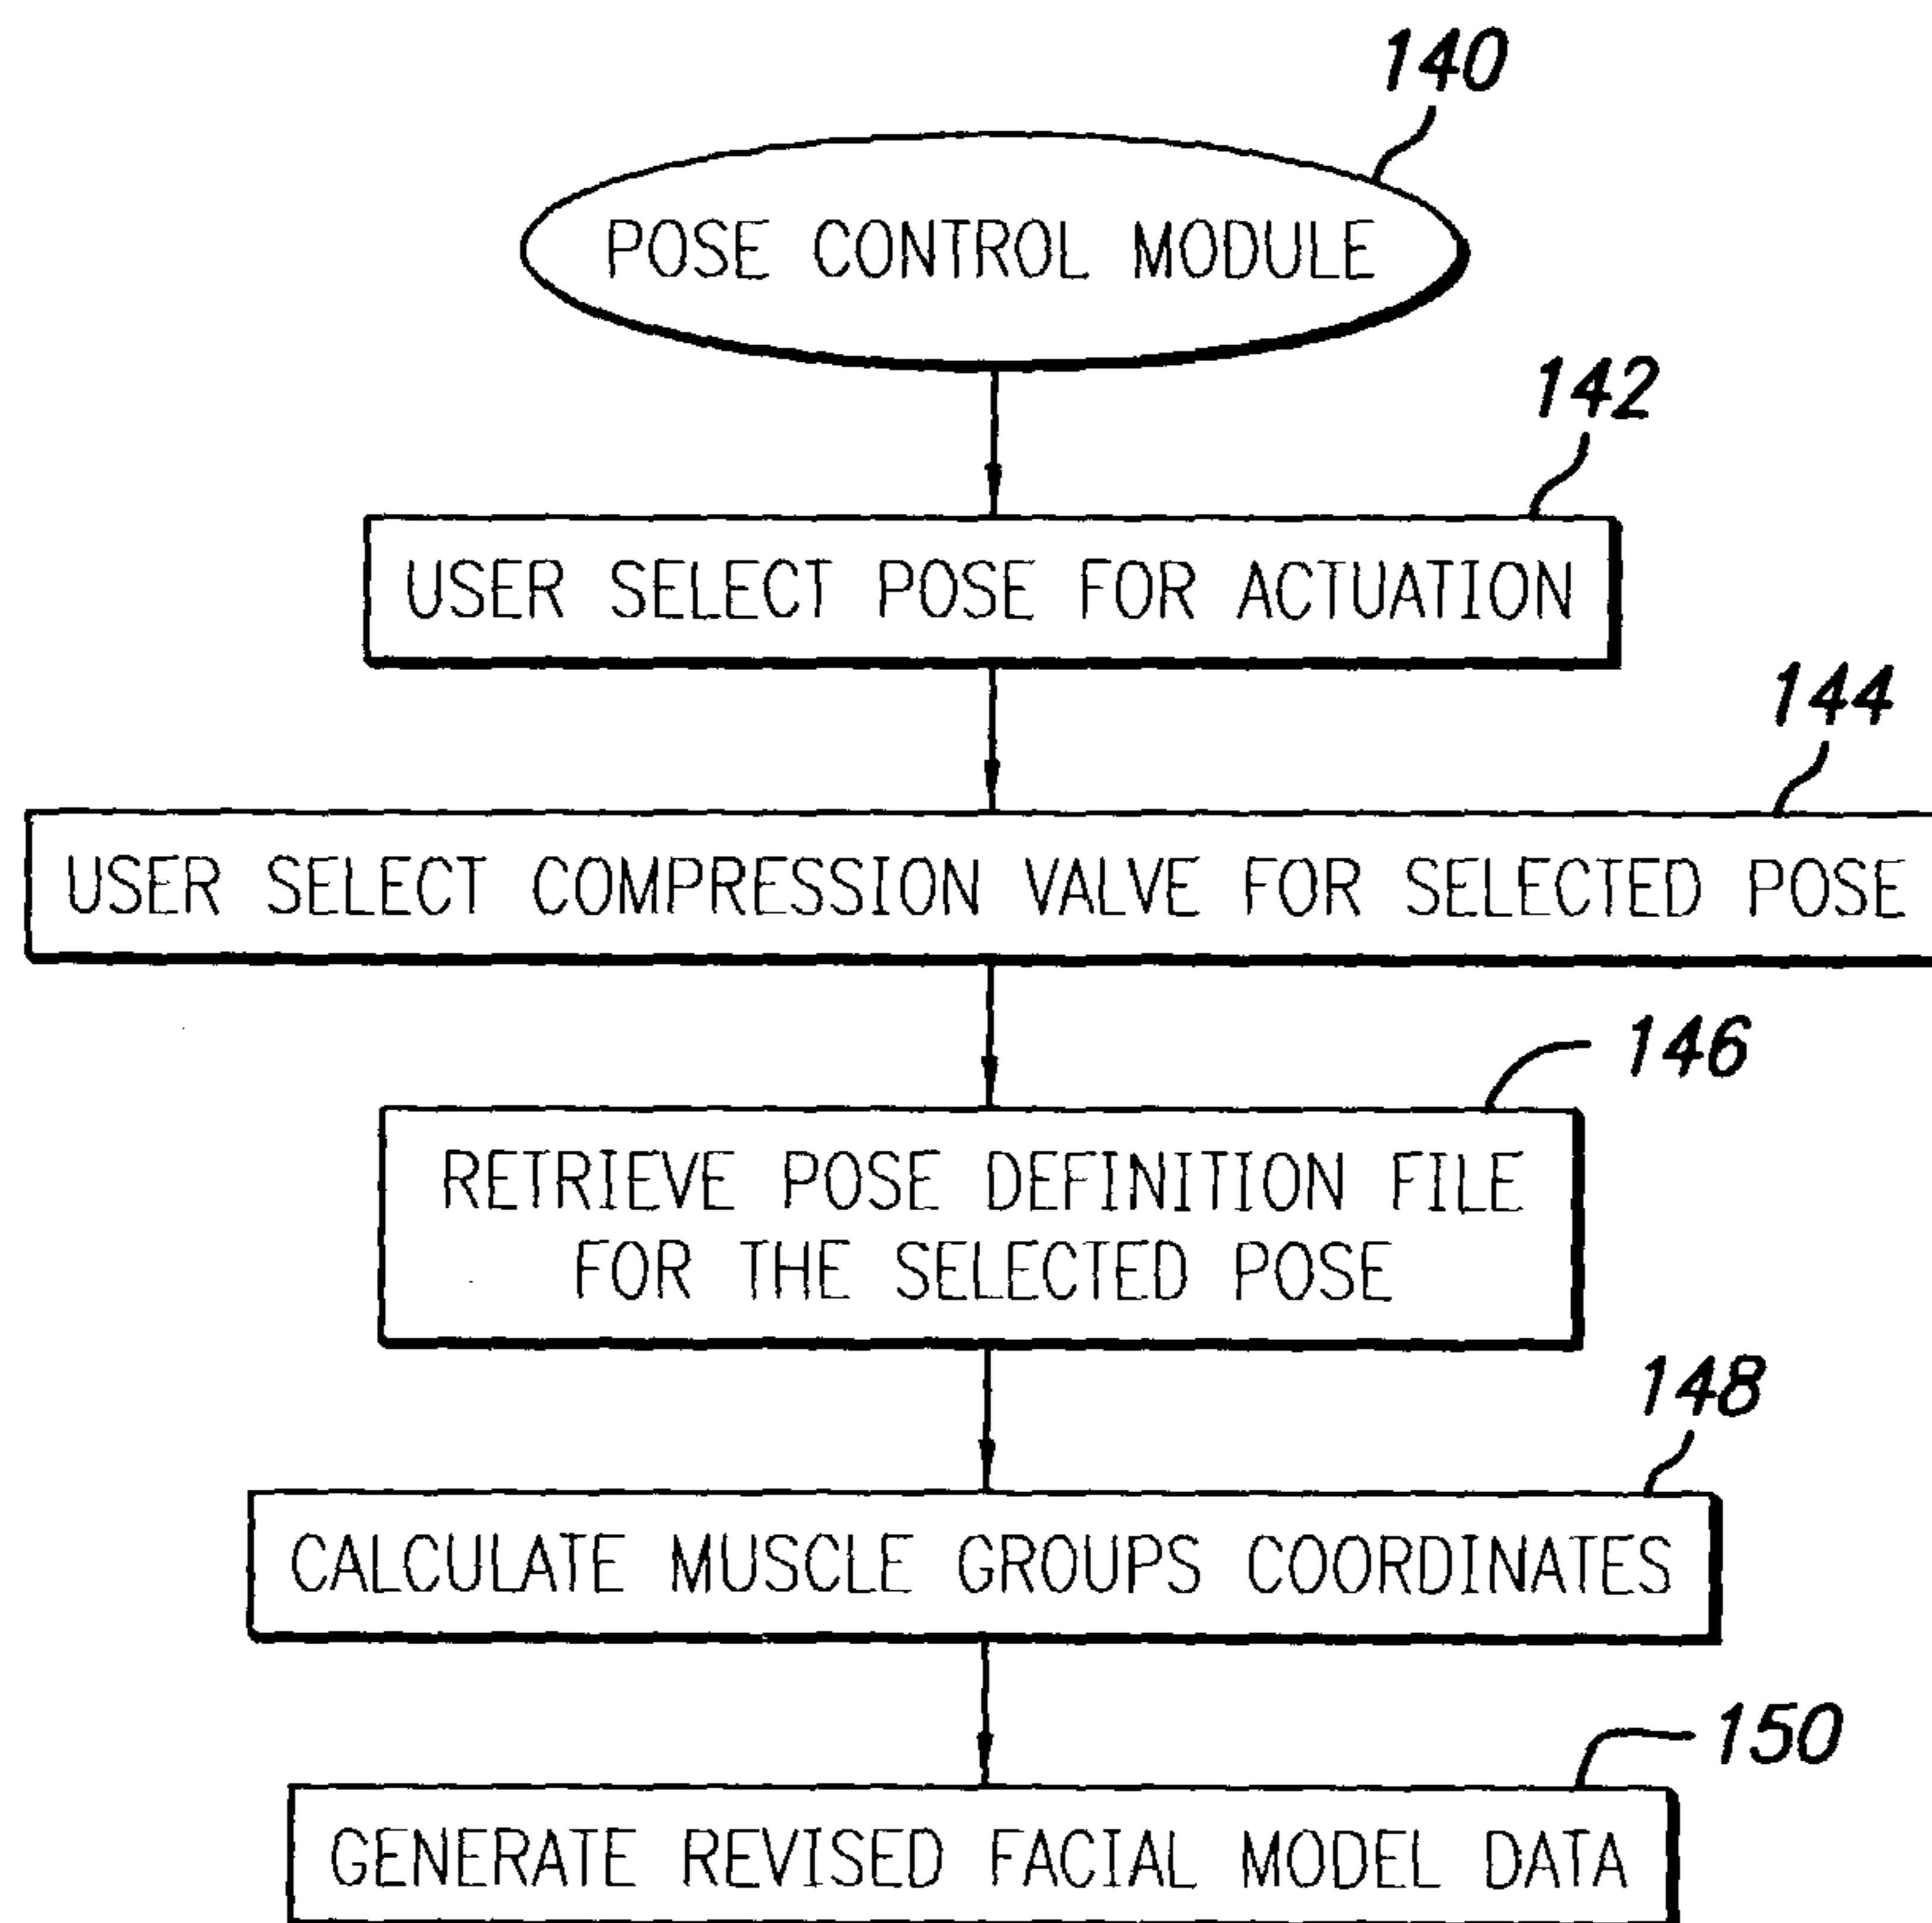 140
POSE CONTROL MODULE
142
USER SELECT POSE FOR ACTUATION
144
USER SELECT COMPRESSION VALVE FOR SELECTED POSE
146
RETRIEVE POSE DEFINITION FILE
FOR THE SELECTED POSE
148
CALCULATE MUSCLE GROUPS COORDINATES
150
GENERATE REVISED FACIAL MODEL DATA